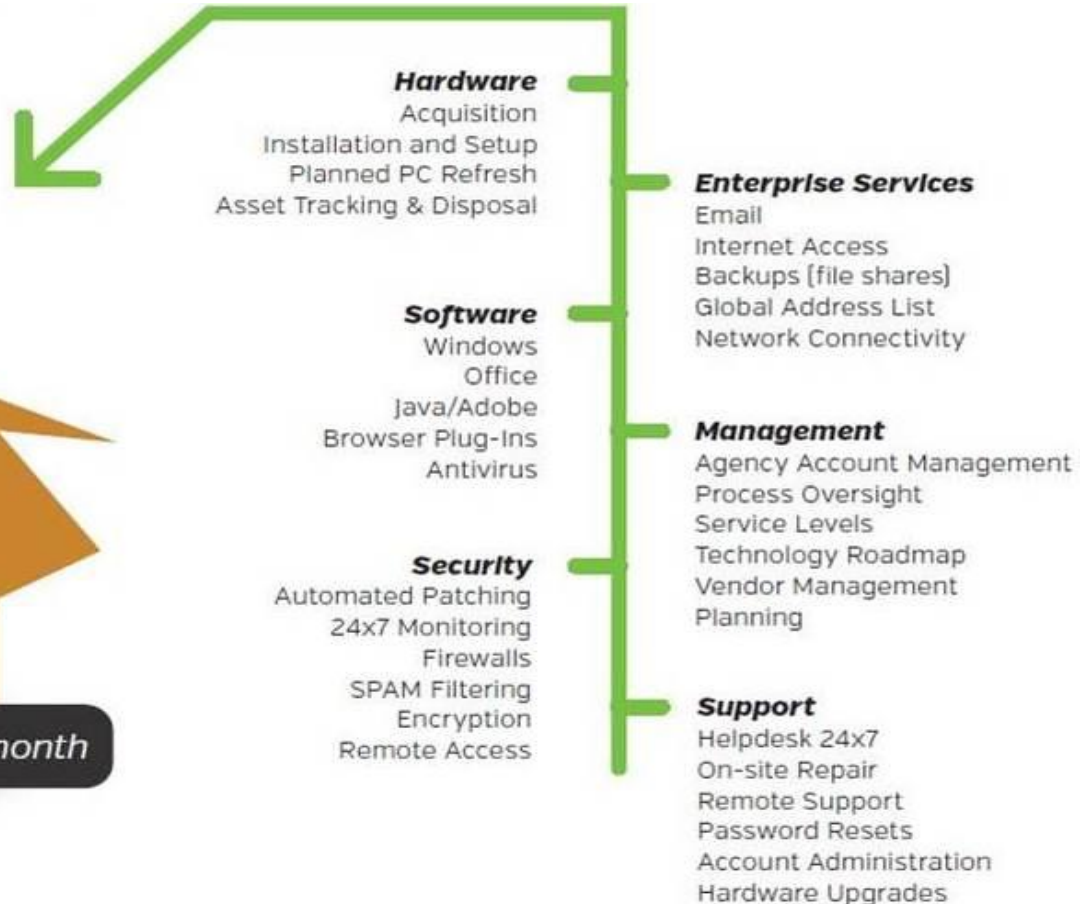 Hardware
Acquisition
Installation and Setup
Planned PC Refresh
Asset Tracking & Disposal
Software
Windows
Office
Java/Adobe
Browser Plug-Ins
Antivirus
Security
Automated Patching
24x7 Monitoring
Firewalls
SPAM Filtering
Encryption
Remote Access
Enterprise Services
Email
Internet Access
Backups (file shares)
Global Address List
Network Connectivity
Management
Agency Account Management
Process Oversight
Service Levels
Technology Roadmap
Vendor Management
Planning
Support
Helpdesk 24x7
On-site Repair
Remote Support
Password Resets
Account Administration
Hardware Upgrades